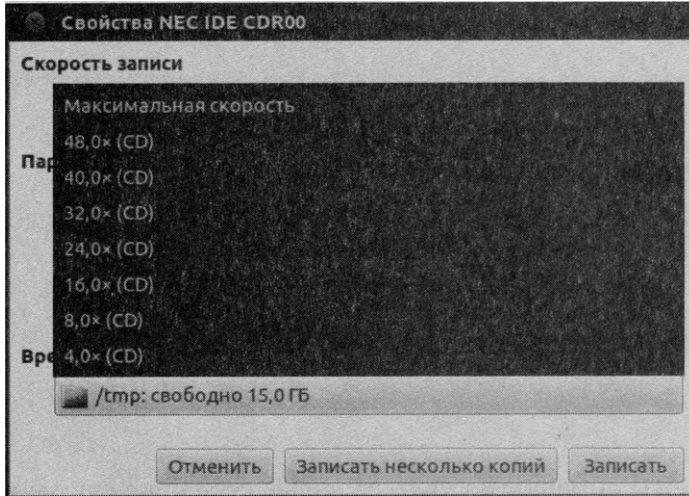 Свойства NEC IDE CDR00
Скорость записи
Максимальная скорость
48,0× (CD)
Пар
40,0× (CD)
32,0× (CD)
24,0× (CD)
16,0× (CD)
8,0× (CD)
Вре
4,0× (CD)
/tmp: свободно 15,0 ГБ
Отменить Записать несколько копий Записать